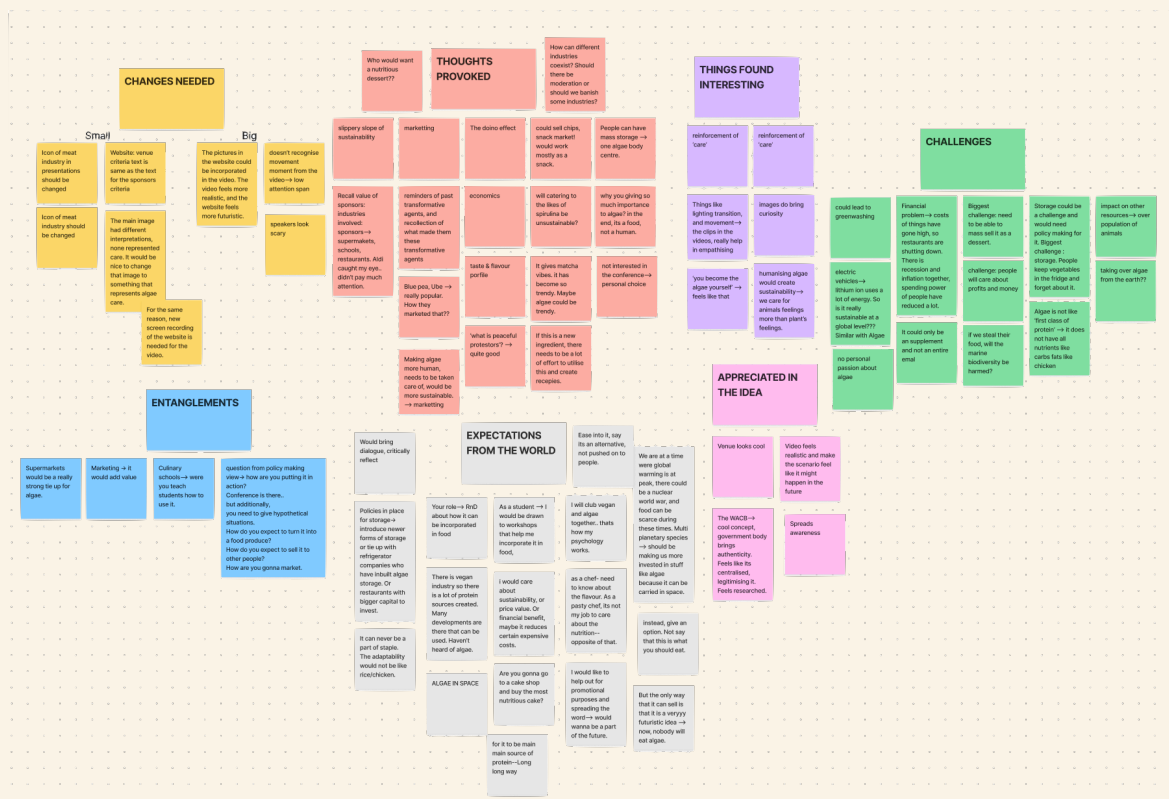 CHANGES NEEDED
Small
Big
Icon of meat
industry in
presentations
should be
changed
Website: venue
criteria text is
same as the text
for the sponsors
criteria
The pictures in
the website could
be incorporated
in the video. The
video feels more
realistic, and the
website feels
more futuristic.
doesn't recognise
movement
moment from the
video→ low
attention span
Icon of meat
industry should
be changed
The main image
had different
interpretations,
none represented
care. It would be
nice to change
that image to
something that
represents algae
care.
speakers look
scary
For the same
reason, new
screen recording
of the website is
needed for the
video.
THOUGHTS
PROVOKED
Who would want
a nutritious
dessert??
How can different
industries
coexist? Should
there be
moderation or
should we banish
some industries?
slippery slope of
sustainability
marketting
The doino effect
could sell chips,
snack market!
would work
mostly as a
snack.
People can have
mass storage →
one algae body
centre.
Recall value of
sponsors:
industries
involved:
sponsors→
supermarkets,
schools,
restaurants. Aldi
caught my eye..
didn't pay much
attention.
reminders of past
transformative
agents, and
recollection of
what made them
these
transformative
agents
economics
will catering to
the likes of
spirulina be
unsustainable?
why you giving so
much importance
to algae? in the
end, its a food,
not a human.
Blue pea, Ube →
really popular.
How they
marketed that??
taste & flavour
porfile
It gives matcha
vibes. it has
become so
trendy. Maybe
algae could be
trendy.
not interested in
the conference→
personal choice
Making algae
more human,
needs to be taken
care of, would be
more sustainable.
→ marketting
'what is peaceful
protestors'? →
quite good
If this is a new
ingredient, there
needs to be a lot
of effort to utilise
this and create
recepies.
THINGS FOUND
INTERESTING
reinforcement of
'care'
reinforcement of
'care'
Things like
lighting transition,
and movement→
the clips in the
videos, really help
in empathising
images do bring
curiosity
'you become the
algae yourself' →
feels like that
humanising algae
would create
sustainability→
we care for
animals feelings
more than plant's
feelings.
CHALLENGES
could lead to
greenwashing
Financial
problem→ costs
of things have
gone high, so
restaurants are
shutting down.
There is
recession and
inflation together,
spending power
of people have
reduced a lot.
Biggest
challenge: need
to be able to
mass sell it as a
dessert.
Storage could be
a challenge and
would need
policy making for
it. Biggest
challenge :
storage. People
keep vegetables
in the fridge and
forget about it.
impact on other
resources→ over
population of
animals
electric
vehicles→
lithium ion uses a
lot of energy. So
is it really
sustainable at a
global level???
Similar with Algae
challenge: people
will care about
profits and money
taking over algae
from the earth??
no personal
passion about
algae
It could only be
an supplement
and not an entire
emal
if we steal their
food, will the
marine
biodiversity be
harmed?
Algae is not like
'first class of
protein' → it does
not have all
nutrients like
carbs fats like
chicken
APPRECIATED IN
THE IDEA
Venue looks cool
Video feels
realistic and make
the scenario feel
like it might
happen in the
future
The WACB→
cool concept,
government body
brings
authenticity.
Feels like its
centralised,
legitimising it.
Feels researched.
Spreads
awareness
ENTANGLEMENTS
Supermarkets
would be a really
strong tie up for
algae.
Marketing → it
would add value
Culinary
schools→ were
you teach
students how to
use it.
question from policy making
view→ how are you putting it in
action?
Conference is there..
but additionally,
you need to give hypothetical
situations.
How do you expect to turn it into
a food produce?
How do you expect to sell it to
other people?
How are you gonna market.
EXPECTATIONS
FROM THE WORLD
Would bring
dialogue, critically
reflect
Ease into it, say
its an alternative,
not pushed on to
people.
We are at a time
were global
warming is at
peak, there could
be a nuclear
world war, and
food can be
scarce during
these times. Multi
planetary species
→ should be
making us more
invested in stuff
like algae
because it can be
carried in space.
Policies in place
for storage→
introduce newer
forms of storage
or tie up with
refrigerator
companies who
have inbuilt algae
storage. Or
restaurants with
bigger capital to
invest.
Your role→ RnD
about how it can
be incorporated
in food
As a student → I
would be drawn
to workshops
that help me
incorporate it in
food,
I will club vegan
and algae
together.. thats
how my
psychology
works.
There is vegan
industry so there
is a lot of protein
sources created.
Many
developments are
there that can be
used. Haven't
heard of algae.
i would care
about
sustainability, or
price value. Or
financial benefit,
maybe it reduces
certain expensive
costs.
as a chef- need
to know about
the flavour. As a
pasty chef, its not
my job to care
about the
nutrition--
opposite of that.
Instead, give an
option. Not say
that this is what
you should eat.
It can never be a
part of staple.
The adaptability
would not be like
rice/chicken.
ALGAE IN SPACE
Are you gonna go
to a cake shop
and buy the most
nutritious cake?
I would like to
help out for
promotional
purposes and
spreading the
word→ would
wanna be a part
of the future.
But the only way
that it can sell is
that it is a veryyy
futuristic idea →
now, nobody will
eat algae.
for it to be main
main source of
protein--Long
long way